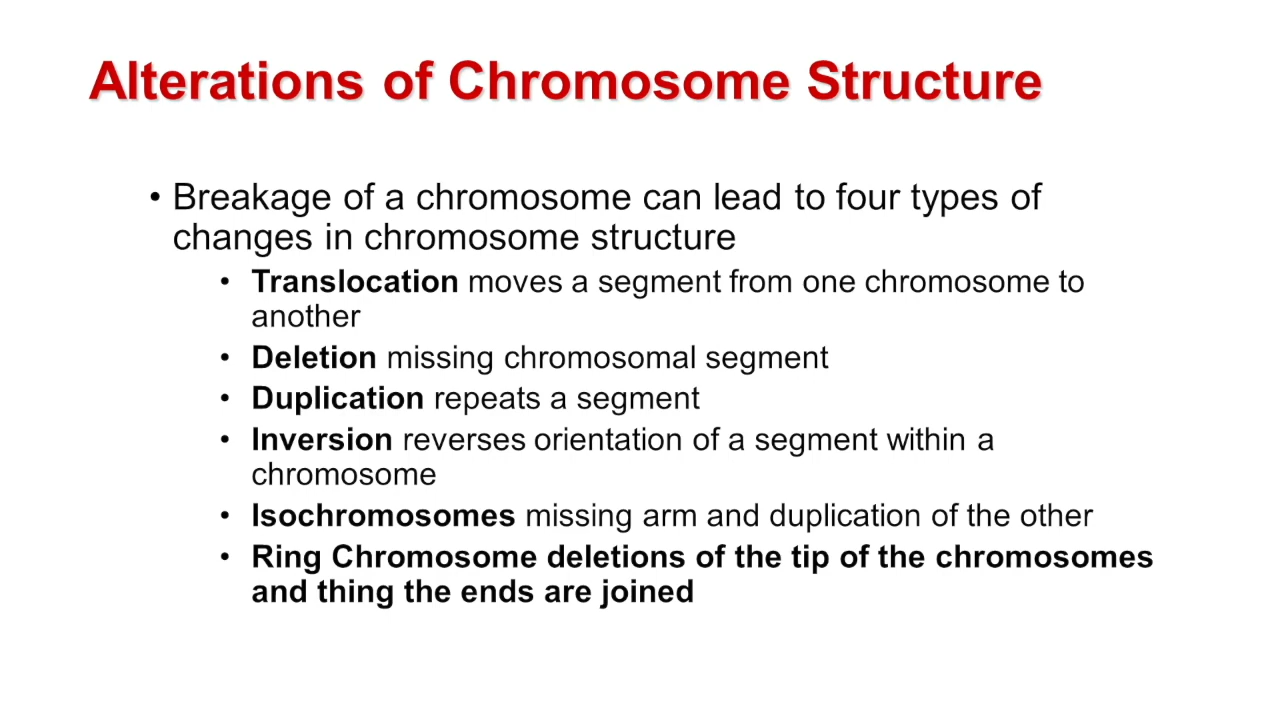 Alterations of Chromosome Structure
• Breakage of a chromosome can lead to four types of
changes in chromosome structure
• Translocation moves a segment from one chromosome to
another
• Deletion missing chromosomal segment
• Duplication repeats a segment
• Inversion reverses orientation of a segment within a
chromosome
• Isochromosomes missing arm and duplication of the other
• Ring Chromosome deletions of the tip of the chromosomes
and thing the ends are joined